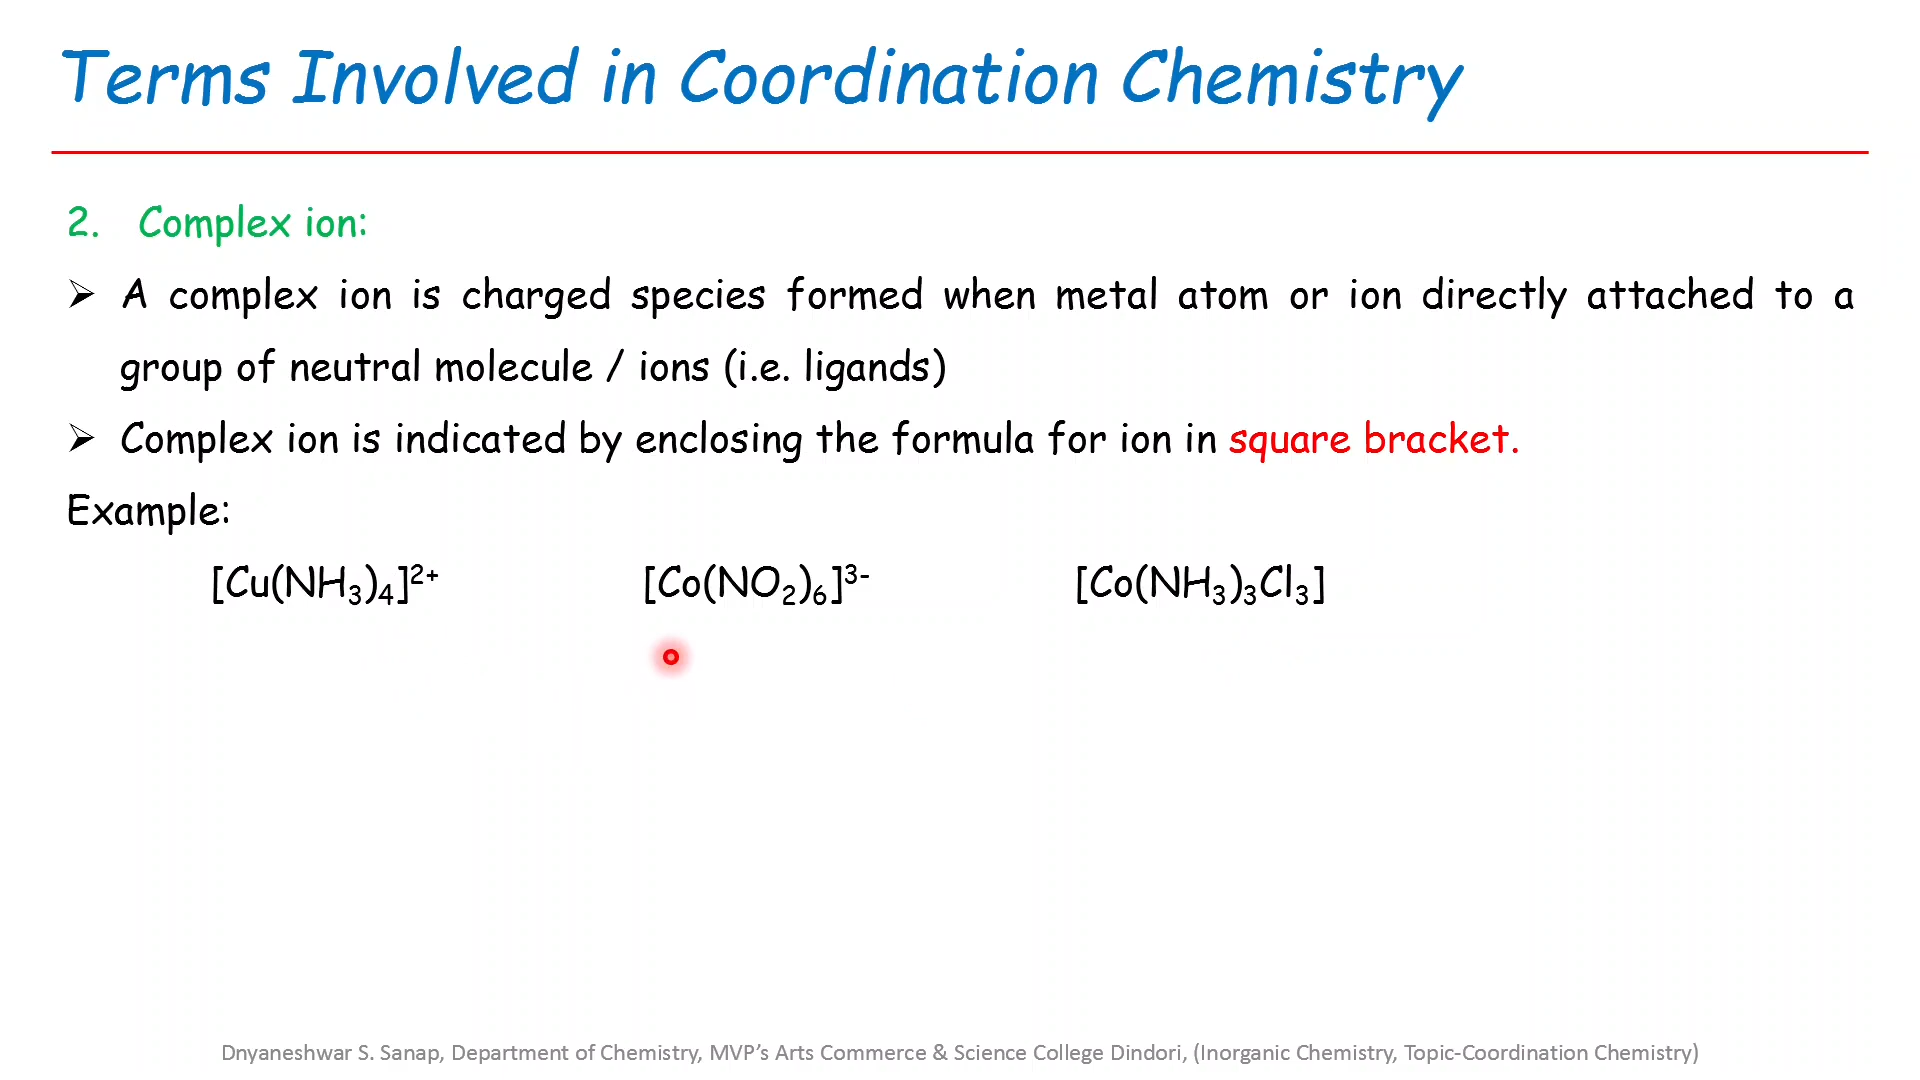 Terms Involved in Coordination Chemistry
2. Complex ion:
➢ A complex ion is charged species formed when metal atom or ion directly attached to a
group of neutral molecule / ions (i.e. ligands)
➢ Complex ion is indicated by enclosing the formula for ion in square bracket.
Example:
[Cu(NH₃)₄]²⁺ [Co(NO₂)₆]³⁻ [Co(NH₃)₃Cl₃]
Dnyaneshwar S. Sanap, Department of Chemistry, MVP’s Arts Commerce & Science College Dindori, (Inorganic Chemistry, Topic-Coordination Chemistry)